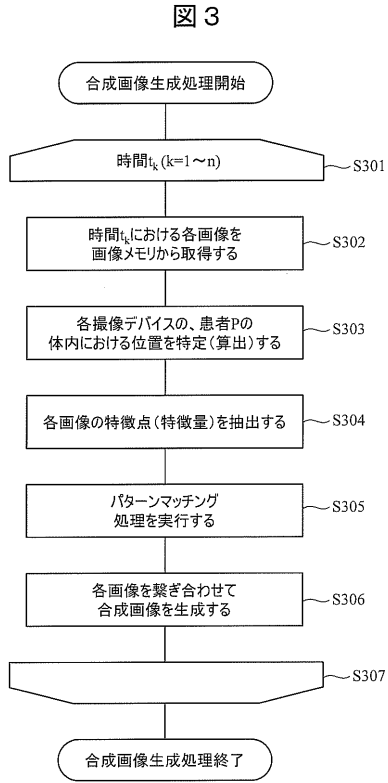 図３
合成画像生成処理開始
時間tk(k=1～n)
S301
時間tkにおける各画像を
画像メモリから取得する
S302
各撮像デバイスの、患者Pの
体内における位置を特定(算出)する
S303
各画像の特徴点(特徴量)を抽出する
S304
パターンマッチング
処理を実行する
S305
各画像を繋ぎ合わせて
合成画像を生成する
S306
S307
合成画像生成処理終了